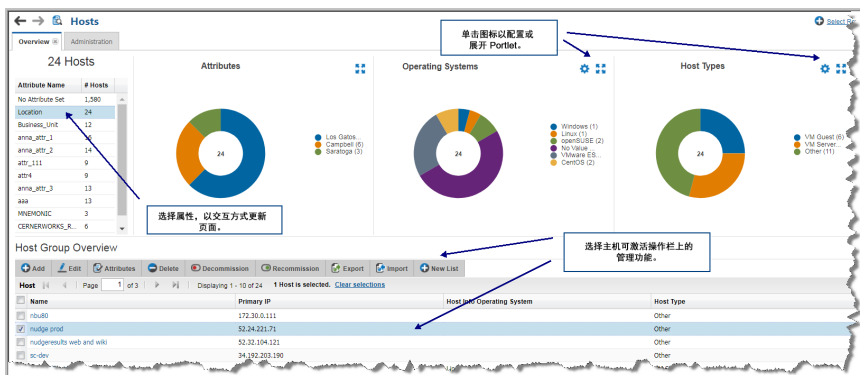 Hosts
Select Re
Overview
Administration
单击图标以配置或
展开 Portlet。
24 Hosts
Attribute Name # Hosts
No Attribute Set 1,580
Location 24
Business_Unit 12
anna_attr_1 16
anna_attr_2 14
attr_111 9
attr4 9
anna_attr_3 13
aaa 13
MNEMONIC 3
CERNERWORKS_R... 6
Attributes
24
Los Gatos...
Campbell (6)
Saratoga (3)
Operating Systems
24
Windows (1)
Linux (1)
openSUSE (2)
No Value ...
VMware ES...
CentOS (2)
Host Types
24
VM Guest (6)
VM Server...
Other (11)
选择属性，以交互方式更新
页面。
选择主机可激活操作栏上的
管理功能。
Host Group Overview
Add Edit Attributes Delete Decommission Recommission Export Import New List
Host Page 1 of 3 Displaying 1 - 10 of 24 1 Host is selected. Clear selections
Name Primary IP Host Info Operating System Host Type
nbu80 172.30.0.111 Other
nudge prod 52.24.221.71 Other
nudgeresults web and wiki 52.32.104.121 Other
sc-dev 34.192.203.190 Other